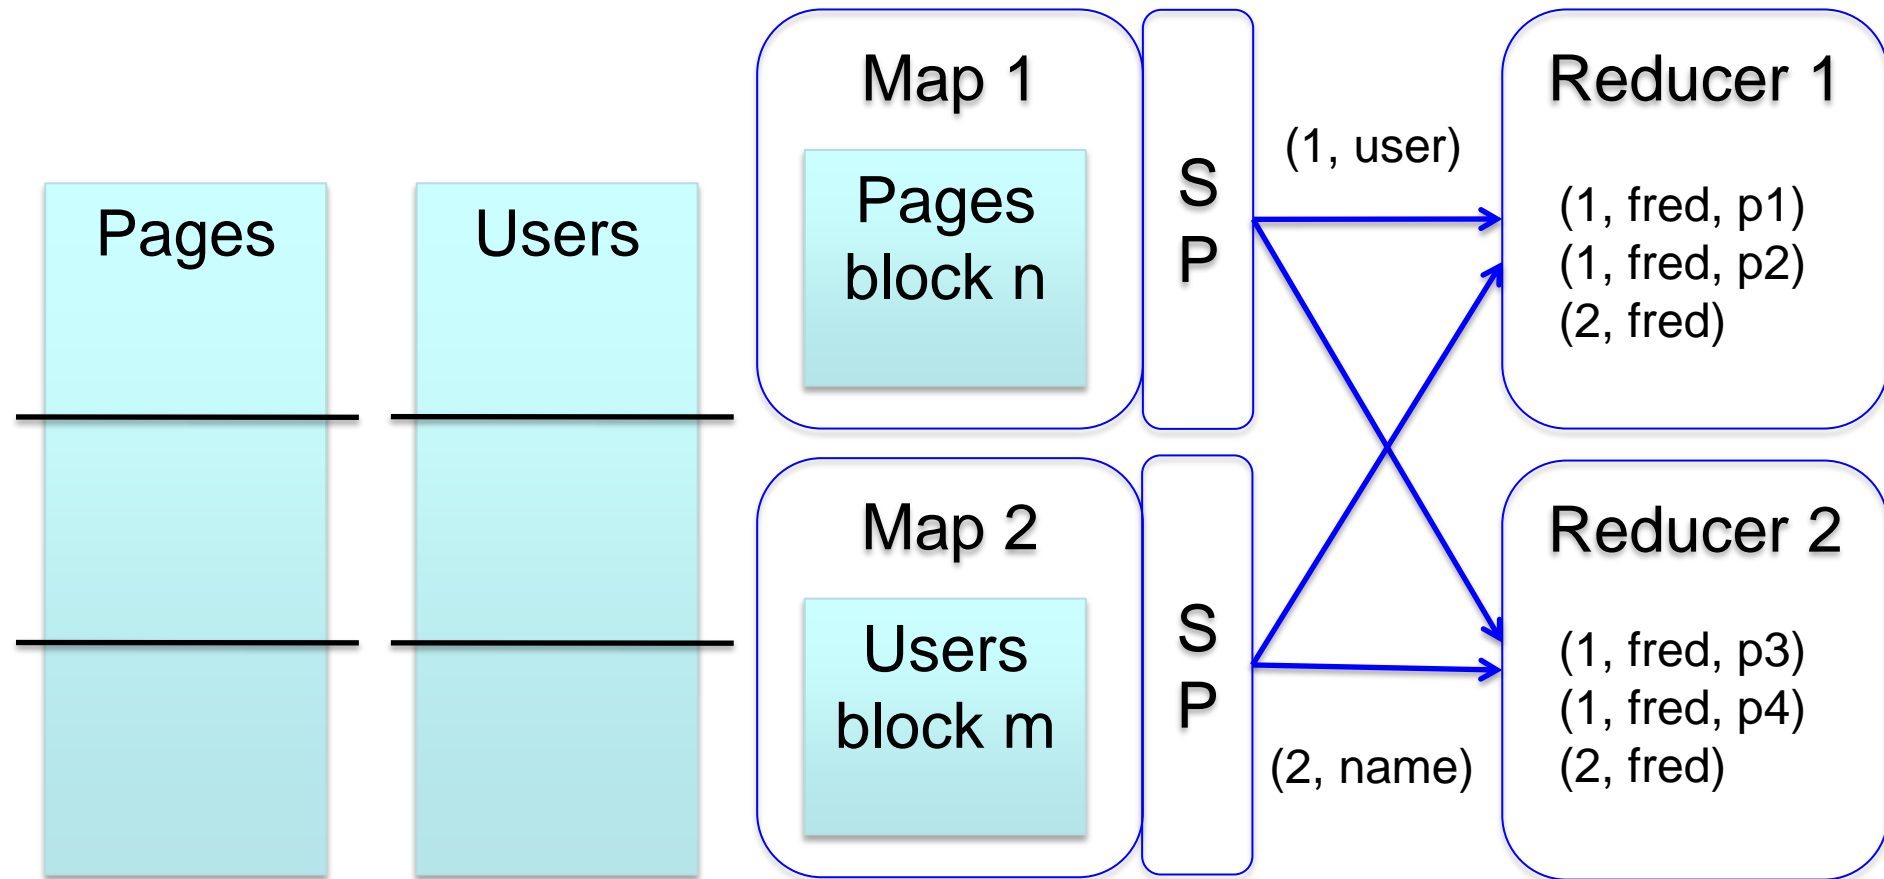 Pages
Users
Map 1
Pages
block n
S
P
(1, user)
Reducer 1
(1, fred, p1)
(1, fred, p2)
(2, fred)
Map 2
Users
block m
S
P
(2, name)
Reducer 2
(1, fred, p3)
(1, fred, p4)
(2, fred)